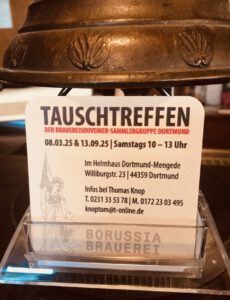 TAUSCHTREFFEN
DER BRAUEREISOUVENIER-SAMMLERGRUPPE DORTMUND
08.03.25 & 13.09.25 | Samstags 10 – 13 Uhr
im Heimhaus Dortmund-Mengede
Williburgstr. 23 | 44359 Dortmund
Infos bei Thomas Knop
T. 0231 33 53 78 | M. 0172 23 03 495
knoptom@t-online.de
BORUSSIA
BRAUEREI